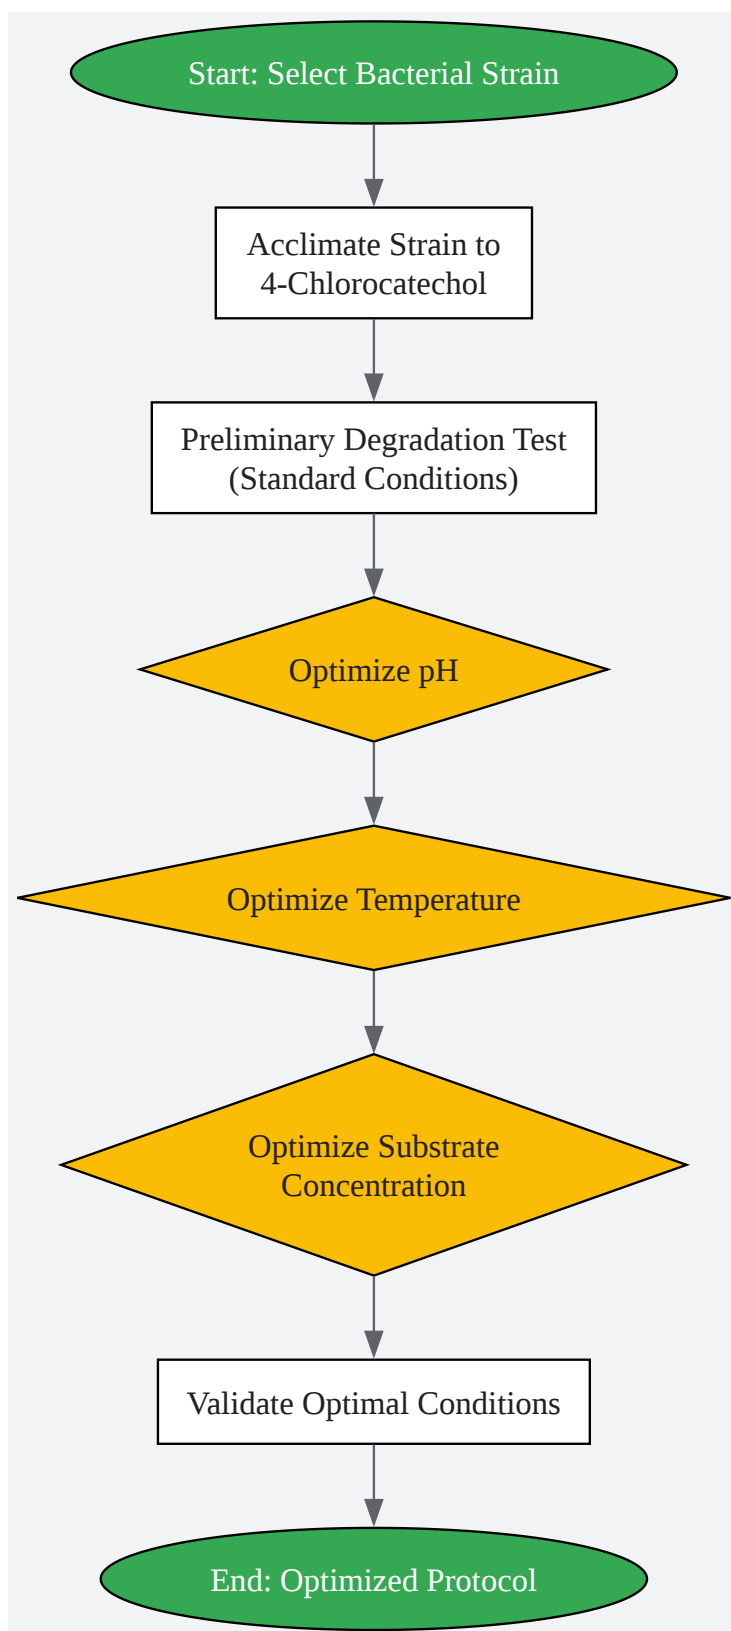 Start: Select Bacterial Strain
Acclimate Strain to
4-Chlorocatechol
Preliminary Degradation Test
(Standard Conditions)
Optimize pH
Optimize Temperature
Optimize Substrate
Concentration
Validate Optimal Conditions
End: Optimized Protocol